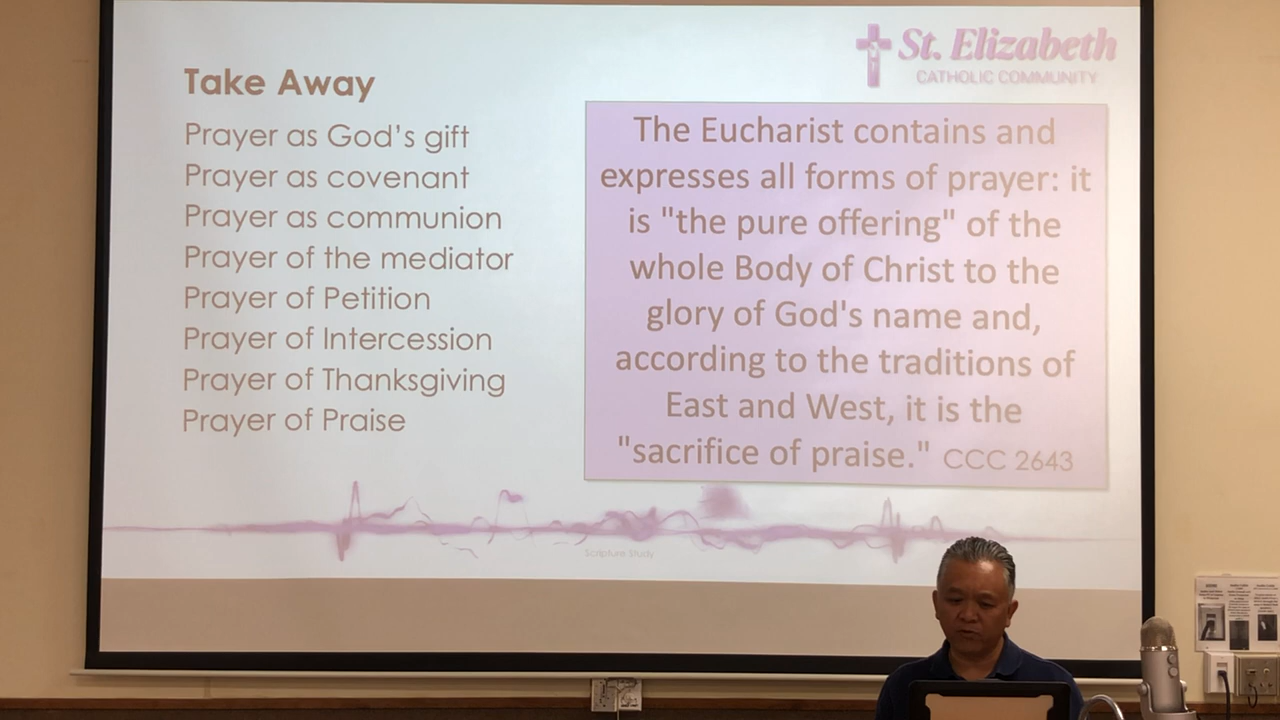 St. Elizabeth
CATHOLIC COMMUNITY
Take Away
Prayer as God's gift
Prayer as covenant
Prayer as communion
Prayer of the mediator
Prayer of Petition
Prayer of Intercession
Prayer of Thanksgiving
Prayer of Praise
The Eucharist contains and
expresses all forms of prayer: it
is "the pure offering" of the
whole Body of Christ to the
glory of God's name and,
according to the traditions of
East and West, it is the
"sacrifice of praise." CCC 2643
Scripture Study